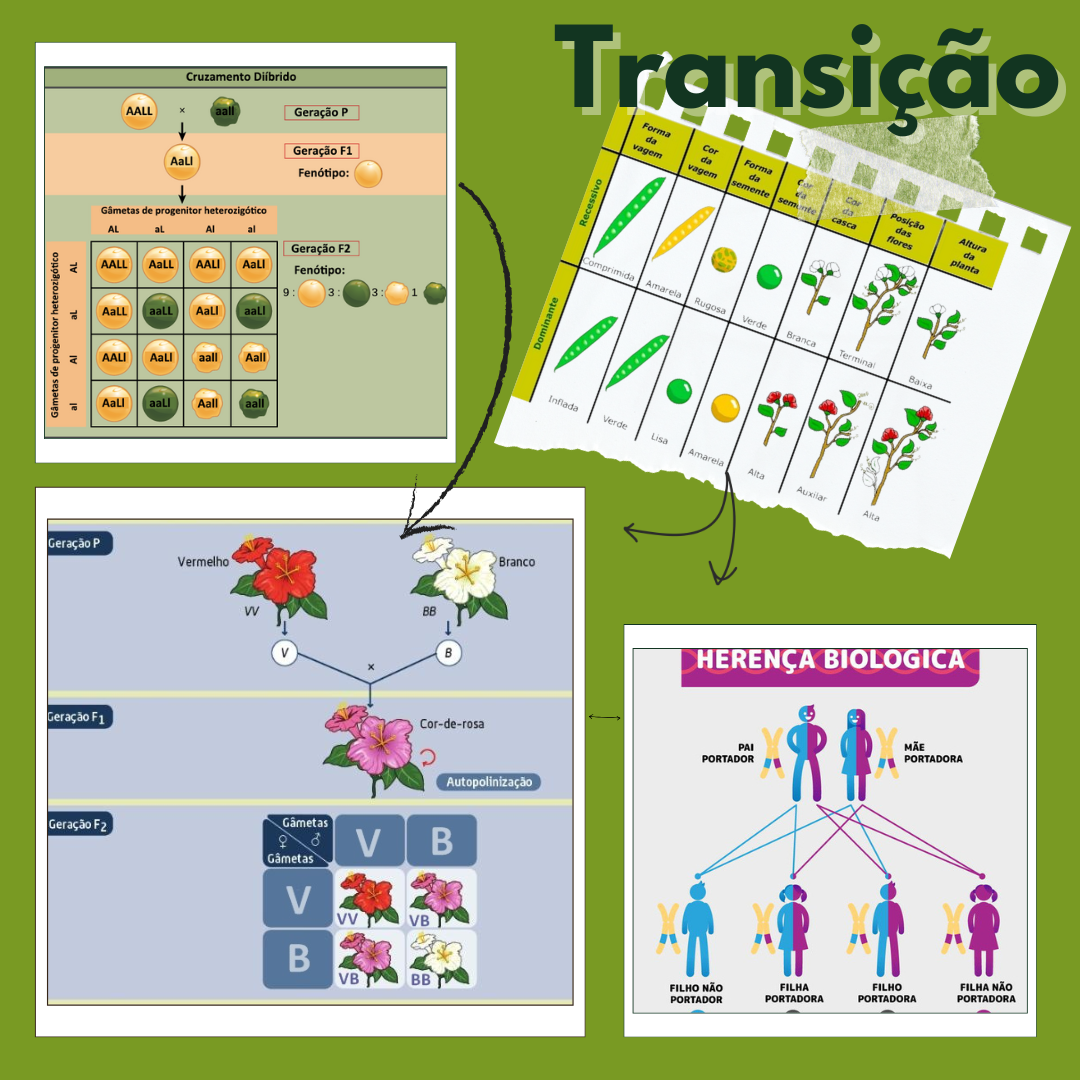 Transição
Cruzamento Diíbrido
AALL
×
aall
Geração P
AaLl
Geração F1
Fenótipo:
Gâmetas de progenitor heterozigótico
AL aL Al al
Gâmetas de progenitor heterozigótico
AL
aL
Al
al
AALL AaLL AALl AaLl
AaLL aaLL AaLl aaLl
AALl AaLl aall Aall
AaLl aaLl Aall aall
Geração F2
Fenótipo:
9 : 3 : 3 : 1
Forma da vagem
Cor da vagem
Forma da semente
Cor da semente
Cor da casca
Posição das flores
Altura da planta
Recessivo
Comprimida
Amarela
Rugosa
Verde
Branca
Terminal
Baixa
Dominante
Inflada
Verde
Lisa
Amarela
Alta
Auxilar
Alta
Geração P
Vermelho
Branco
VV
BB
V
B
×
Geração F1
Cor-de-rosa
Autopolinização
Geração F2
Gâmetas
♀ ♂
Gâmetas
V B
V
VV VB
B
VB BB
HERENÇA BIOLOGICA
PAI
PORTADOR
MÃE
PORTADORA
FILHO NÃO
PORTADOR
FILHA
PORTADORA
FILHO
PORTADORA
FILHA NÃO
PORTADORA